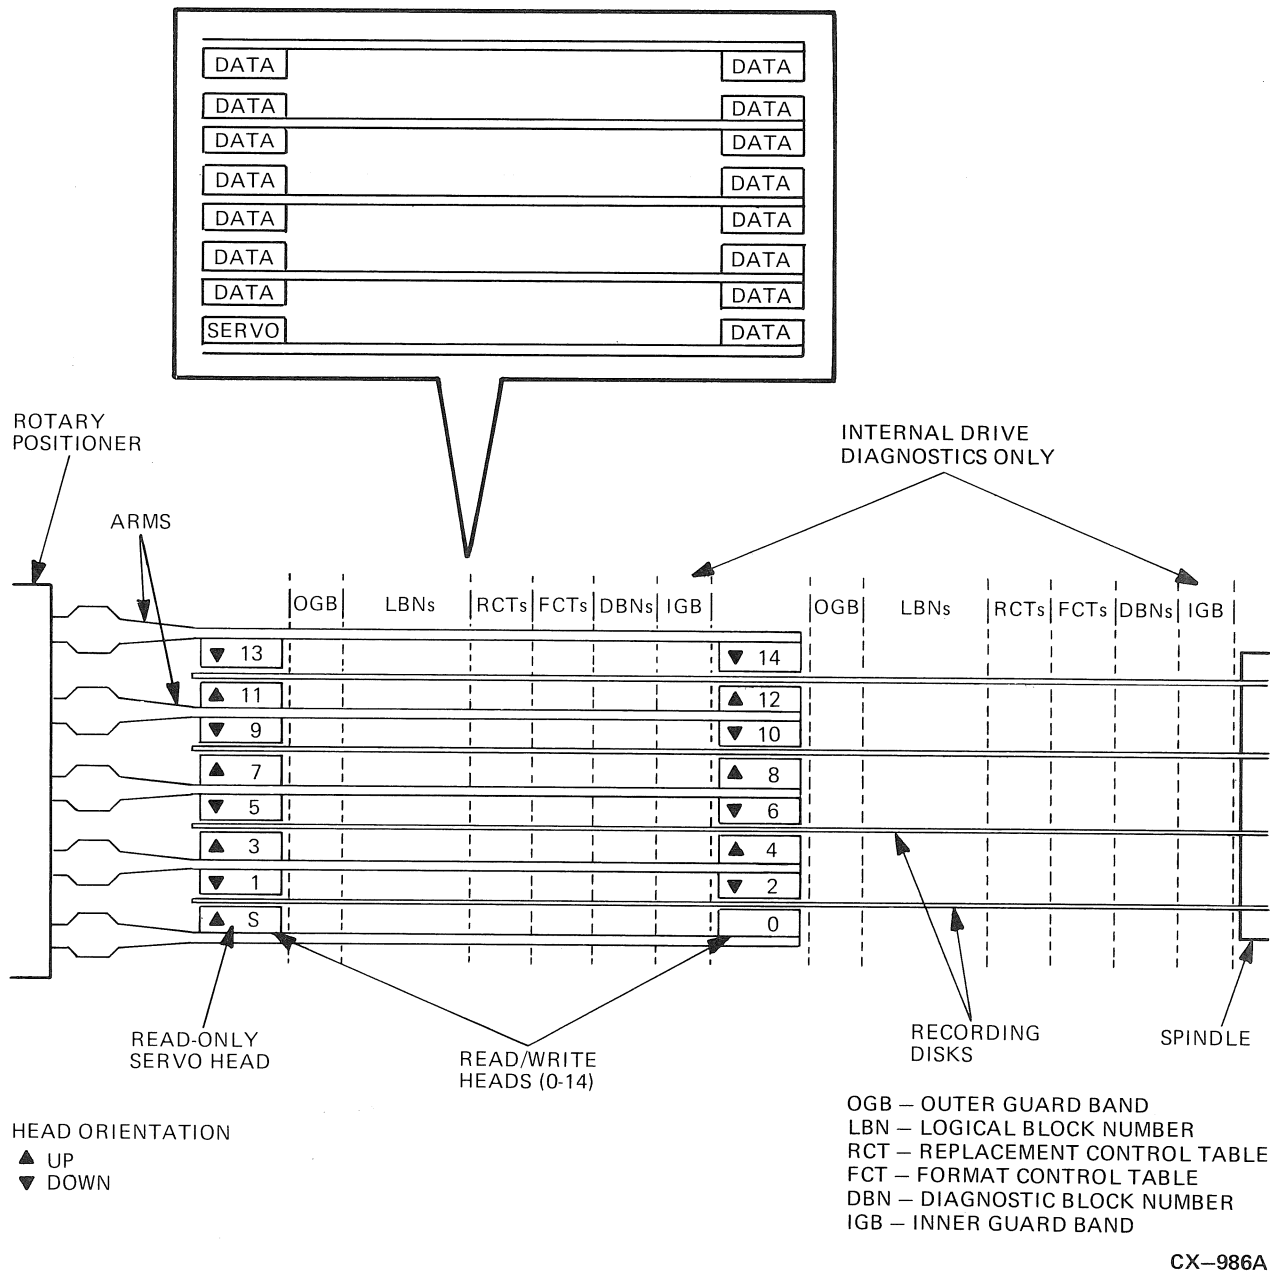 DATA DATA
DATA DATA
DATA DATA
DATA DATA
DATA DATA
DATA DATA
DATA DATA
SERVO DATA
ROTARY
POSITIONER
INTERNAL DRIVE
DIAGNOSTICS ONLY
ARMS
OGB LBNs RCTs FCTs DBNs IGB OGB LBNs RCTs FCTs DBNs IGB
▼ 13 ▼ 14
▲ 11 ▲ 12
▼ 9 ▼ 10
▲ 7 ▲ 8
▼ 5 ▼ 6
▲ 3 ▲ 4
▼ 1 ▼ 2
▲ S 0
READ-ONLY
SERVO HEAD
READ/WRITE
HEADS (0-14)
RECORDING
DISKS
SPINDLE
HEAD ORIENTATION
▲ UP
▼ DOWN
OGB – OUTER GUARD BAND
LBN – LOGICAL BLOCK NUMBER
RCT – REPLACEMENT CONTROL TABLE
FCT – FORMAT CONTROL TABLE
DBN – DIAGNOSTIC BLOCK NUMBER
IGB – INNER GUARD BAND
CX–986A